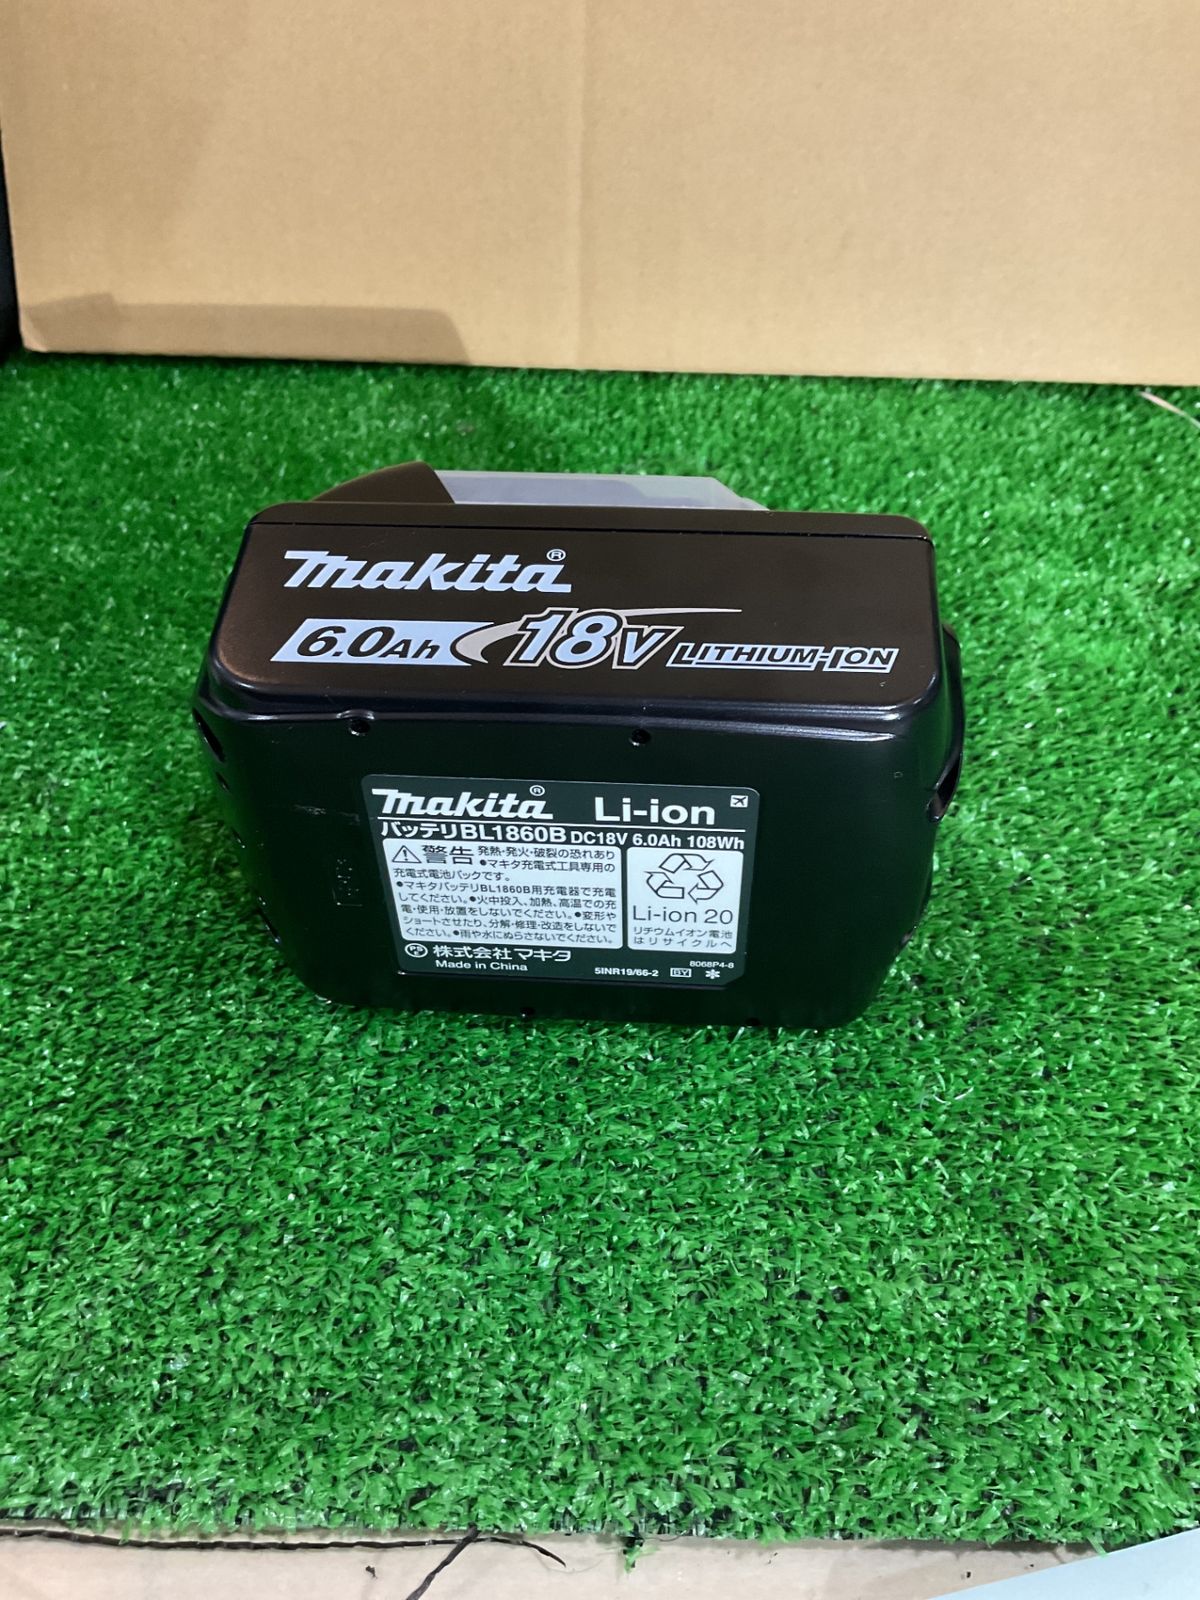 makita®
6.0Ah 18V LITHIUM-ION
makita® Li-ion
バッテリBL1860B DC18V 6.0Ah 108Wh
警告 発熱・発火・破裂の恐れあり
●マキタ充電式工具専用の
充電式電池パックです。
●マキタバッテリBL1860B用充電器で充電
してください。●火中投入、加熱、高温での充
電・使用・放置をしないでください。●変形や
ショートさせたり、分解・修理・改造をしないで
ください。●雨や水にぬらさないでください。
Li-ion 20
リチウムイオン電池
はリサイクルへ
PS
E
株式会社マキタ
Made in China
8068P4-8
5INR19/66-2 BY